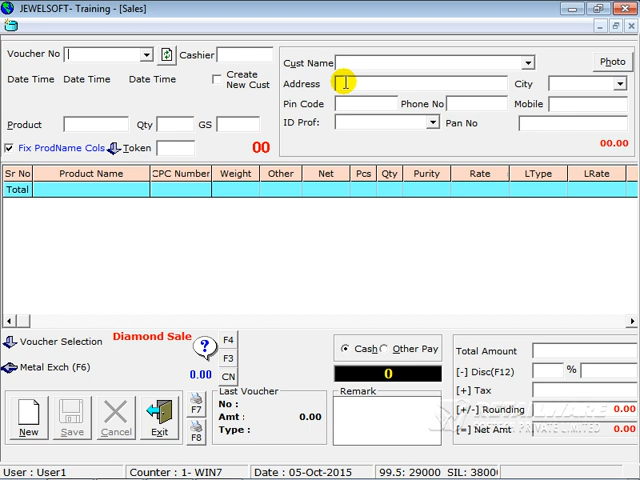 JEWELSOFT- Training - [Sales]
Voucher No
Cashier
Cust Name
Photo
Date Time
Date Time
Date Time
Create
New Cust
Address
City
Pin Code
Phone No
Mobile
Product
Qty
GS
ID Prof:
Pan No
Fix ProdName Cols
Token
00
00.00
Sr No
Product Name
CPC Number
Weight
Other
Net
Pcs
Qty
Purity
Rate
LType
LRate
Total
Voucher Selection
Diamond Sale
?
F4
F3
CN
Metal Exch (F6)
0.00
Cash
Other Pay
0
Total Amount
[-] Disc(F12)
%
[+] Tax
[+/-] Rounding
0.00
[=] Net Amt
0.00
New
Save
Cancel
Exit
F7
F8
Last Voucher
No :
Amt :
0.00
Type :
Remark
RETAILWARE
SOFTECH PRIVATE LIMITED
User : User1
Counter : 1- WIN7
Date : 05-Oct-2015
99.5: 29000
SIL: 38000